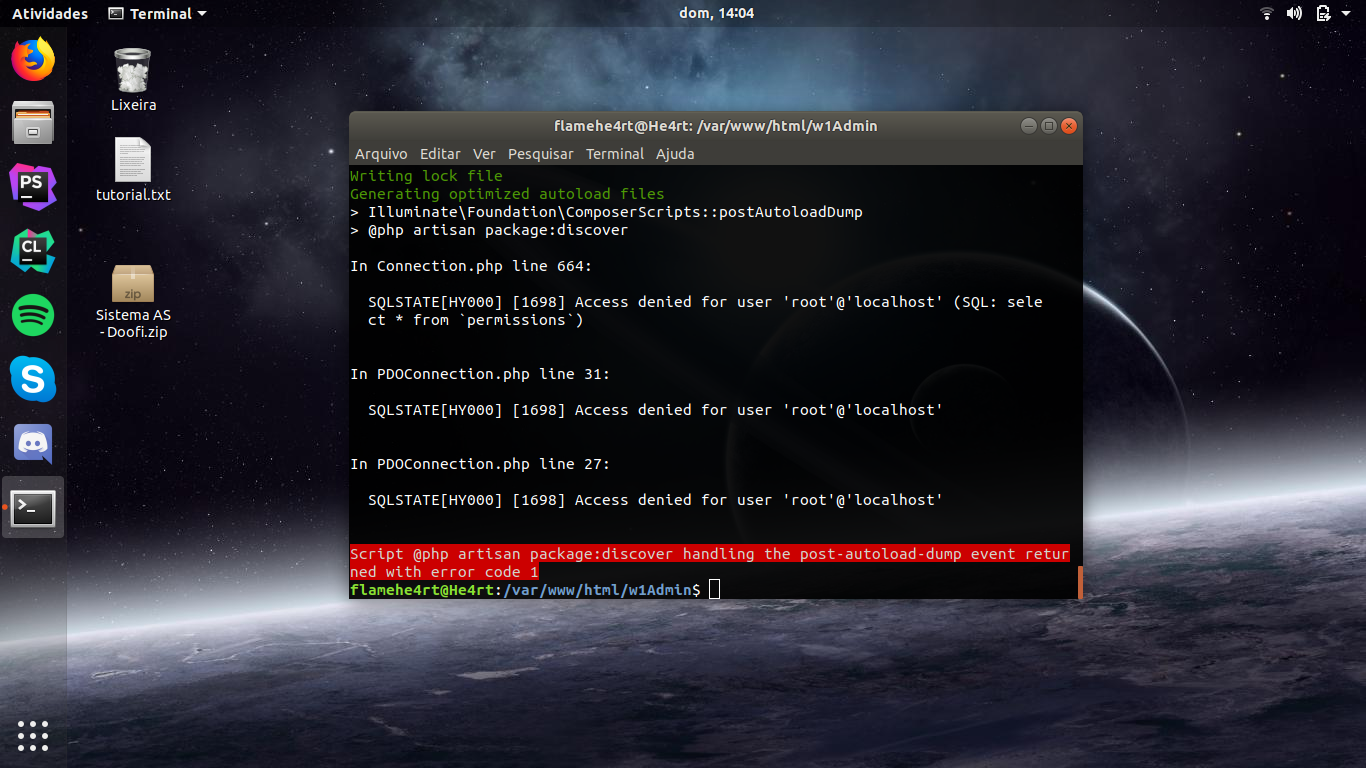 Atividades
Terminal
dom, 14:04
Lixeira
tutorial.txt
zip
Sistema AS
- Doofi.zip
PS
CL
flamehe4rt@He4rt: /var/www/html/w1Admin
Arquivo Editar Ver Pesquisar Terminal Ajuda
Writing lock file
Generating optimized autoload files
> Illuminate\Foundation\ComposerScripts::postAutoloadDump
> @php artisan package:discover
In Connection.php line 664:
SQLSTATE[HY000] [1698] Access denied for user 'root'@'localhost' (SQL: sele
ct * from `permissions`)
In PDOConnection.php line 31:
SQLSTATE[HY000] [1698] Access denied for user 'root'@'localhost'
In PDOConnection.php line 27:
SQLSTATE[HY000] [1698] Access denied for user 'root'@'localhost'
Script @php artisan package:discover handling the post-autoload-dump event retur
ned with error code 1
flamehe4rt@He4rt:/var/www/html/w1Admin$